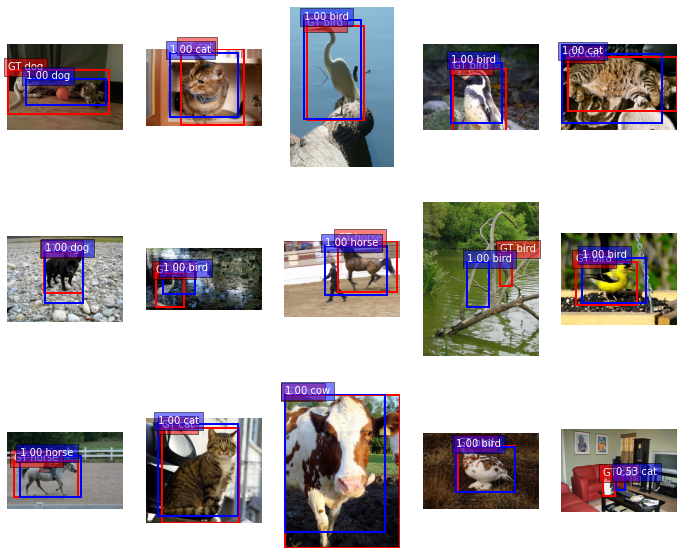 GT dog
1.00 dog
1.00 cat
1.00 bird
GT bird
1.00 bird
GT bird
1.00 cat
GT cat
1.00 dog
1.00 bird
GT horse
1.00 horse
GT bird
1.00 bird
1.00 bird
GT bird
1.00 horse
GT horse
1.00 cat
GT cat
1.00 cow
1.00 bird
GT
0.53 cat